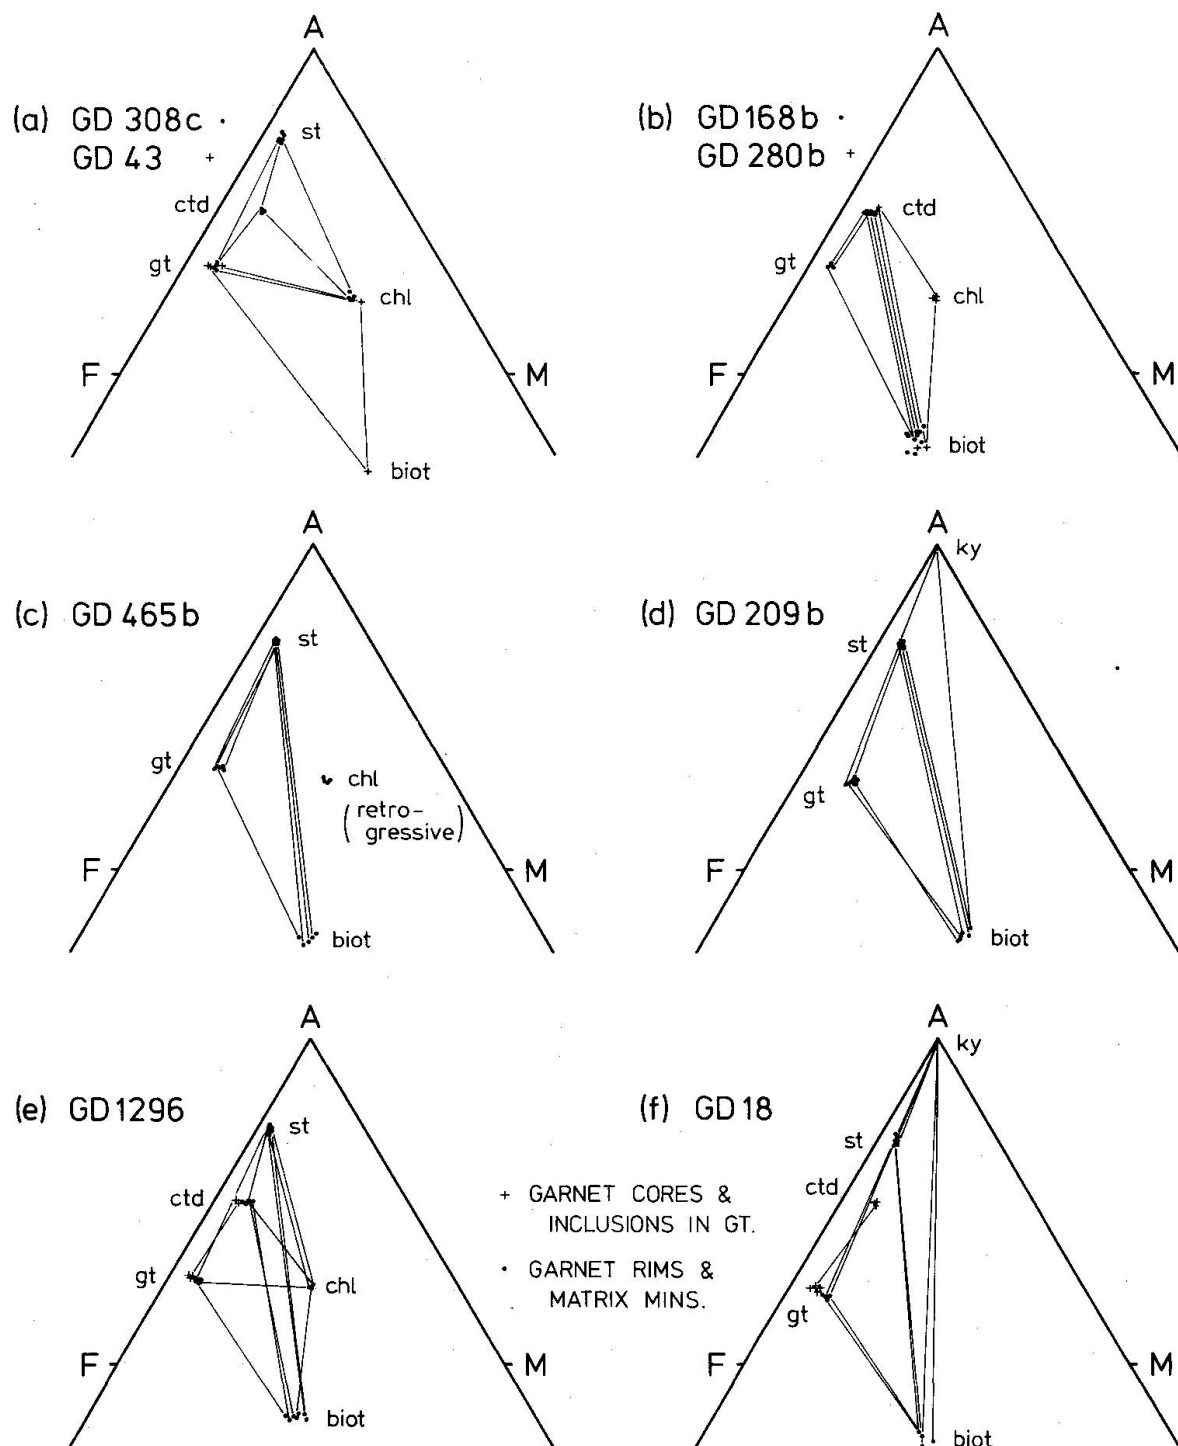 A
(a) GD 308c ·
GD 43 +
st
ctd
gt
chl
F
M
biot
A
(b) GD 168b ·
GD 280b +
ctd
gt
chl
F
M
biot
A
(c) GD 465b
st
gt
chl
(retro-
gressive)
F
M
biot
A
ky
(d) GD 209b
st
gt
F
M
biot
A
(e) GD 1296
st
ctd
gt
chl
F
M
biot
A
ky
(f) GD 18
st
ctd
gt
F
M
biot
+ GARNET CORES &
INCLUSIONS IN GT.
· GARNET RIMS &
MATRIX MINS.